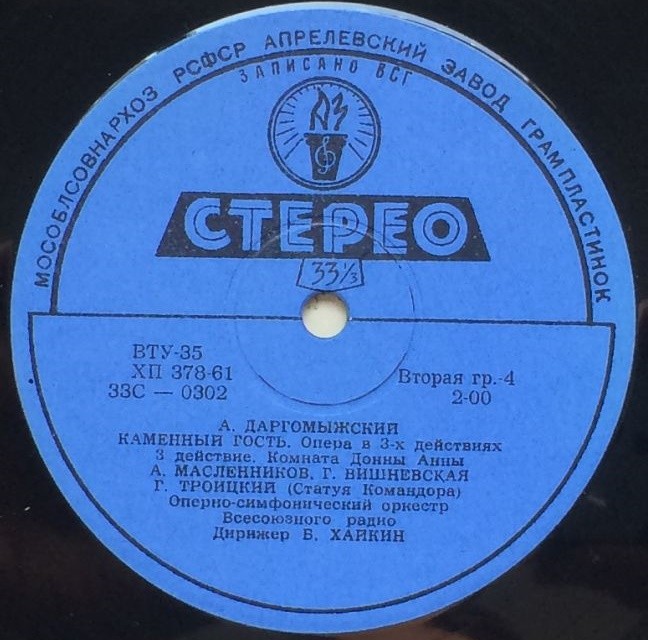 МОСОБЛСОВНАРХОЗ РСФСР АПРЕЛЕВСКИЙ ЗАВОД ГРАМПЛАСТИНОК
ЗАПИСАНО ВСГ
СТЕРЕО
33⅓
ВТУ-35
ХП 378-61
33С — 0302
Вторая гр.-4
2-00
А. ДАРГОМЫЖСКИЙ
КАМЕННЫЙ ГОСТЬ. Опера в 3-х действиях
3 действие. Комната Донны Анны
А. МАСЛЕННИКОВ, Г. ВИШНЕВСКАЯ
Г. ТРОИЦКИЙ (Статуя Командора)
Оперно-симфонический оркестр
Всесоюзного радио
Дирижер Б. ХАЙКИН